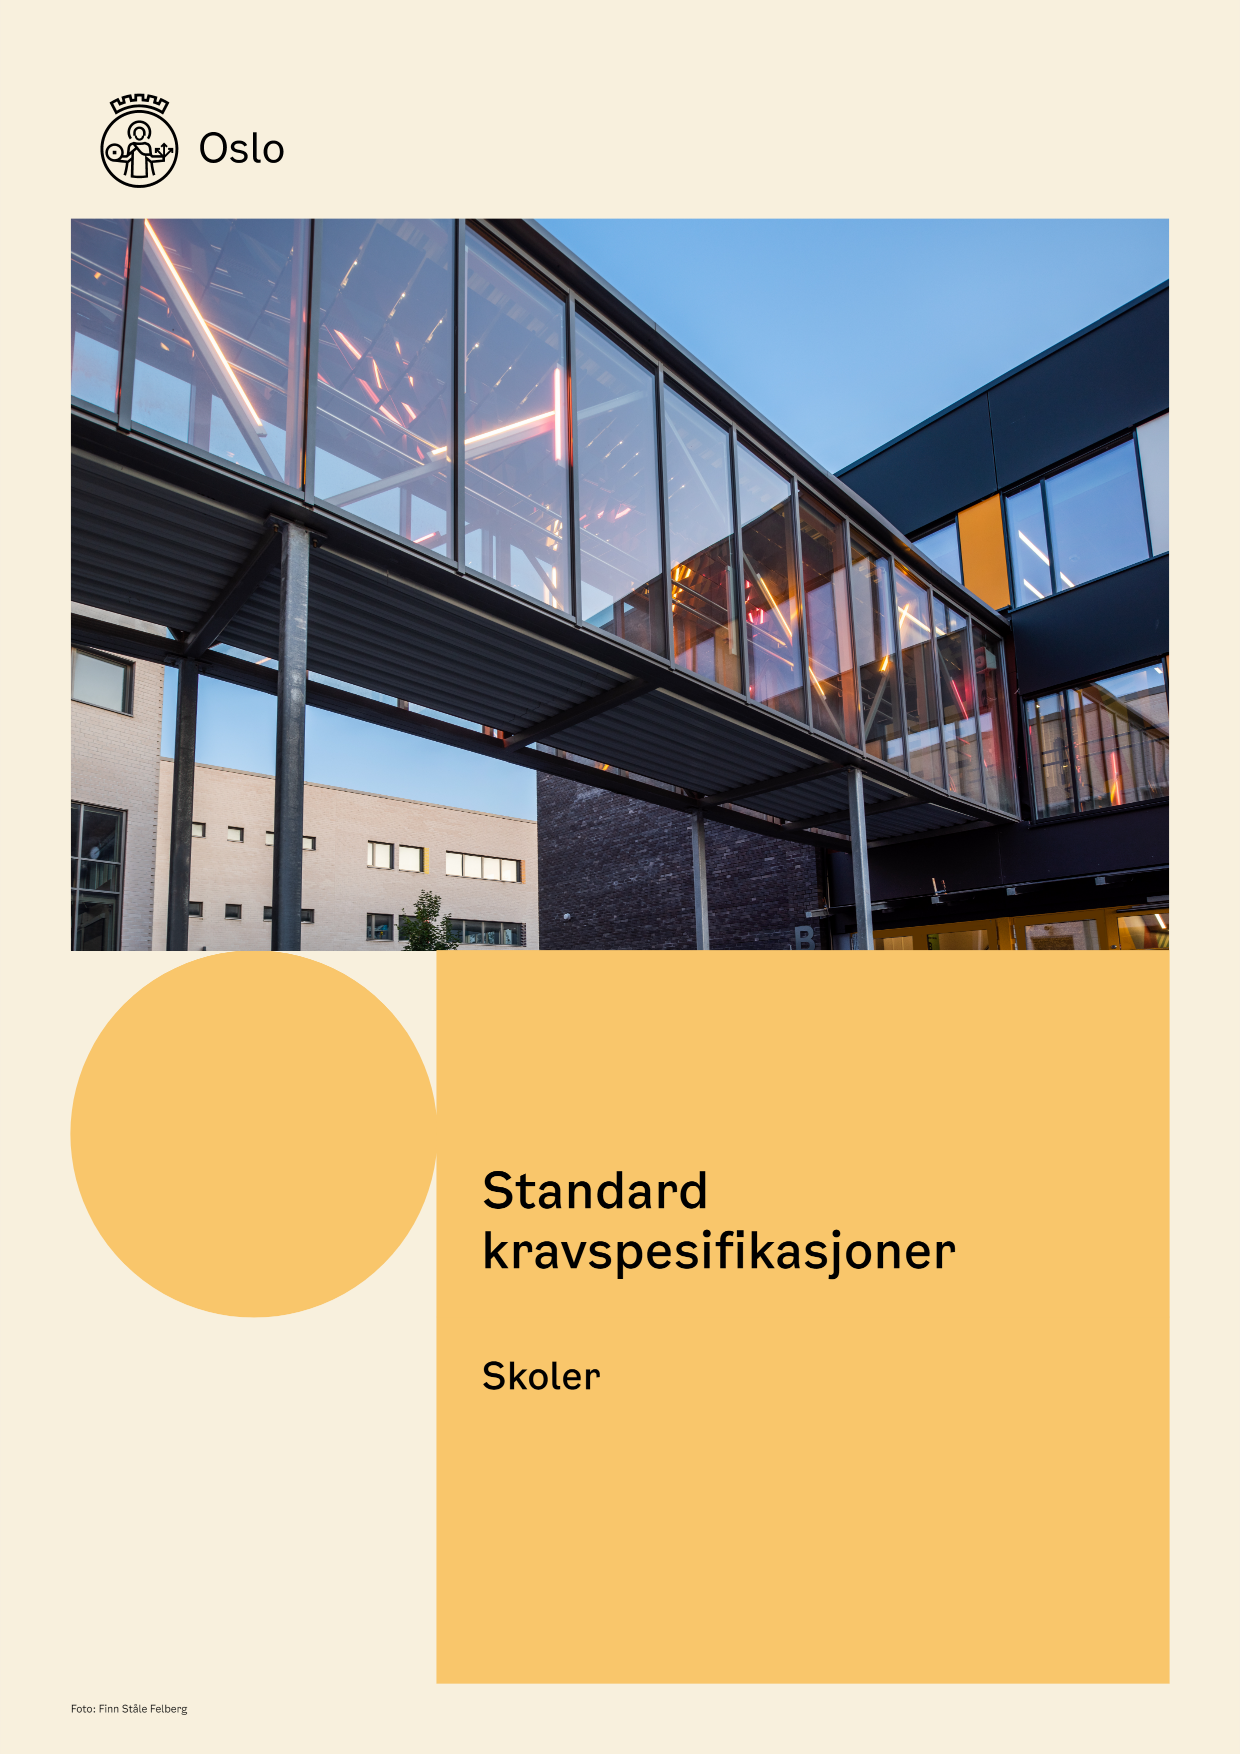 Oslo
B
Standard
kravspesifikasjoner
Skoler
Foto: Finn Ståle Felberg